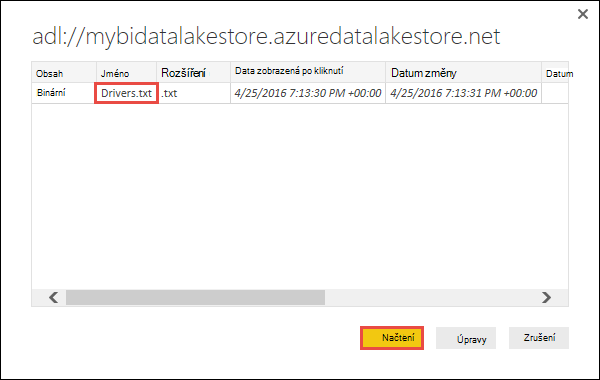 adl://mybidatalakestore.azuredatalakestore.net
Obsah Jméno Rozšíření Data zobrazená po kliknutí Datum změny Datum
Binární Drivers.txt .txt 4/25/2016 7:13:30 PM +00:00 4/25/2016 7:13:31 PM +00:00
Načtení Úpravy Zrušení